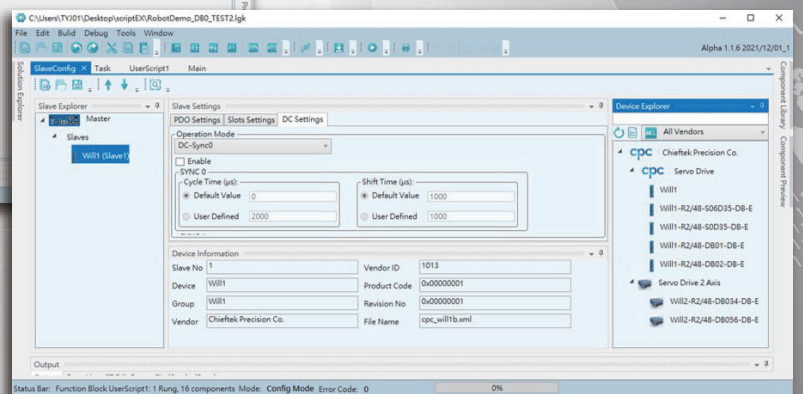 C:\Users\TYJ01\Desktop\scriptEX\RobotDemo_DB0_TEST2.lgk
File Edit Build Debug Tools Window
Alpha 1.1.6 2021/12/01_1
SlaveConfig × Task UserScript1 Main
Solution Explorer
Slave Explorer
Master
Slaves
Will1 (Slave1)
Slave Settings
PDO Settings Slots Settings DC Settings
Operation Mode
DC-Sync0
Enable
SYNC 0
Cycle Time (µs):
Default Value 0
User Defined 2000
Shift Time (µs):
Default Value 1000
User Defined 1000
Device Information
Slave No 1
Vendor ID 1013
Device Will1
Product Code 0x00000001
Group Will1
Revision No 0x00000001
Vendor Chieftek Precision Co.
File Name cpc_will1b.xml
Device Explorer
ALL All Vendors
cpc Chieftek Precision Co.
cpc Servo Drive
Will1
Will1-R2/48-S06D35-DB-E
Will1-R2/48-S0D35-DB-E
Will1-R2/48-DB01-DB-E
Will1-R2/48-DB02-DB-E
Servo Drive 2 Axis
Will2-R2/48-DB034-DB-E
Will2-R2/48-DB056-DB-E
Component Library
Component Preview
Output
Status Bar: Function Block UserScript1: 1 Rung, 16 components Mode: Config Mode Error Code: 0
0%